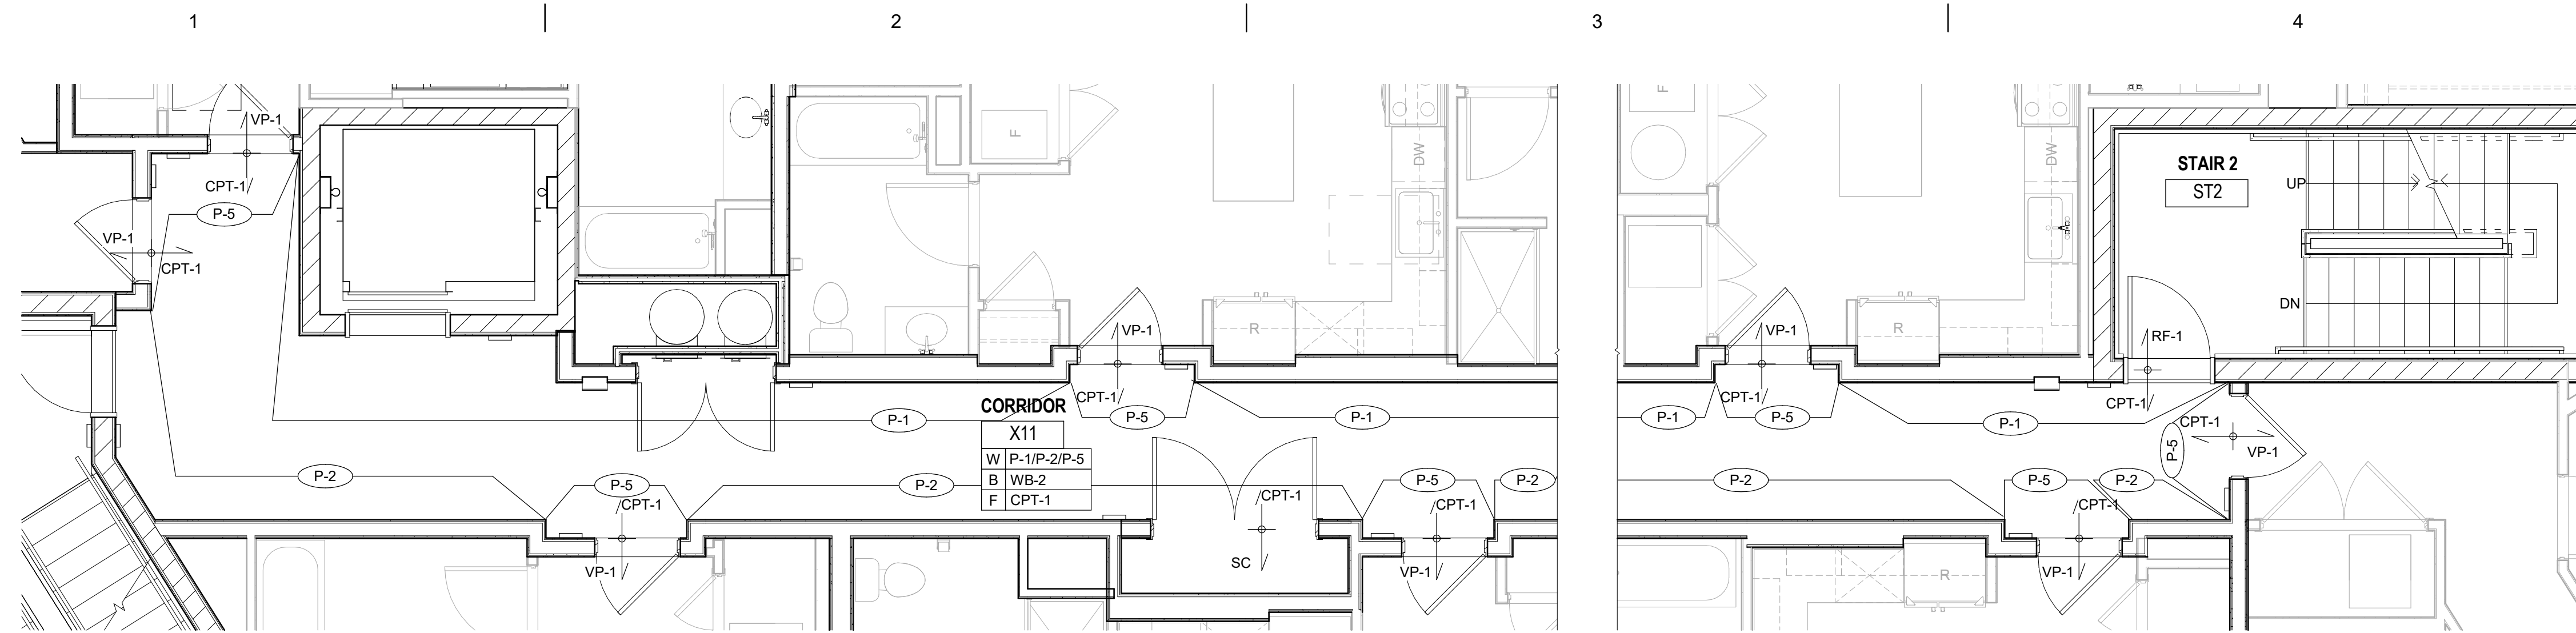 1 2 3 4
VP-1
CPT-1
P-5
VP-1
CPT-1
F
DW
F
DW
STAIR 2
ST2
UP
DN
R
R
VP-1
VP-1
RF-1
CPT-1
CPT-1
CPT-1
P-1
CORRIDOR
P-5
P-1
P-1
P-5
P-1
CPT-1
P-5
VP-1
X11
W P-1/P-2/P-5
B WB-2
F CPT-1
P-2
P-5
P-2
P-5
P-2
P-2
P-5
P-2
CPT-1
CPT-1
CPT-1
CPT-1
VP-1
SC
VP-1
VP-1
R